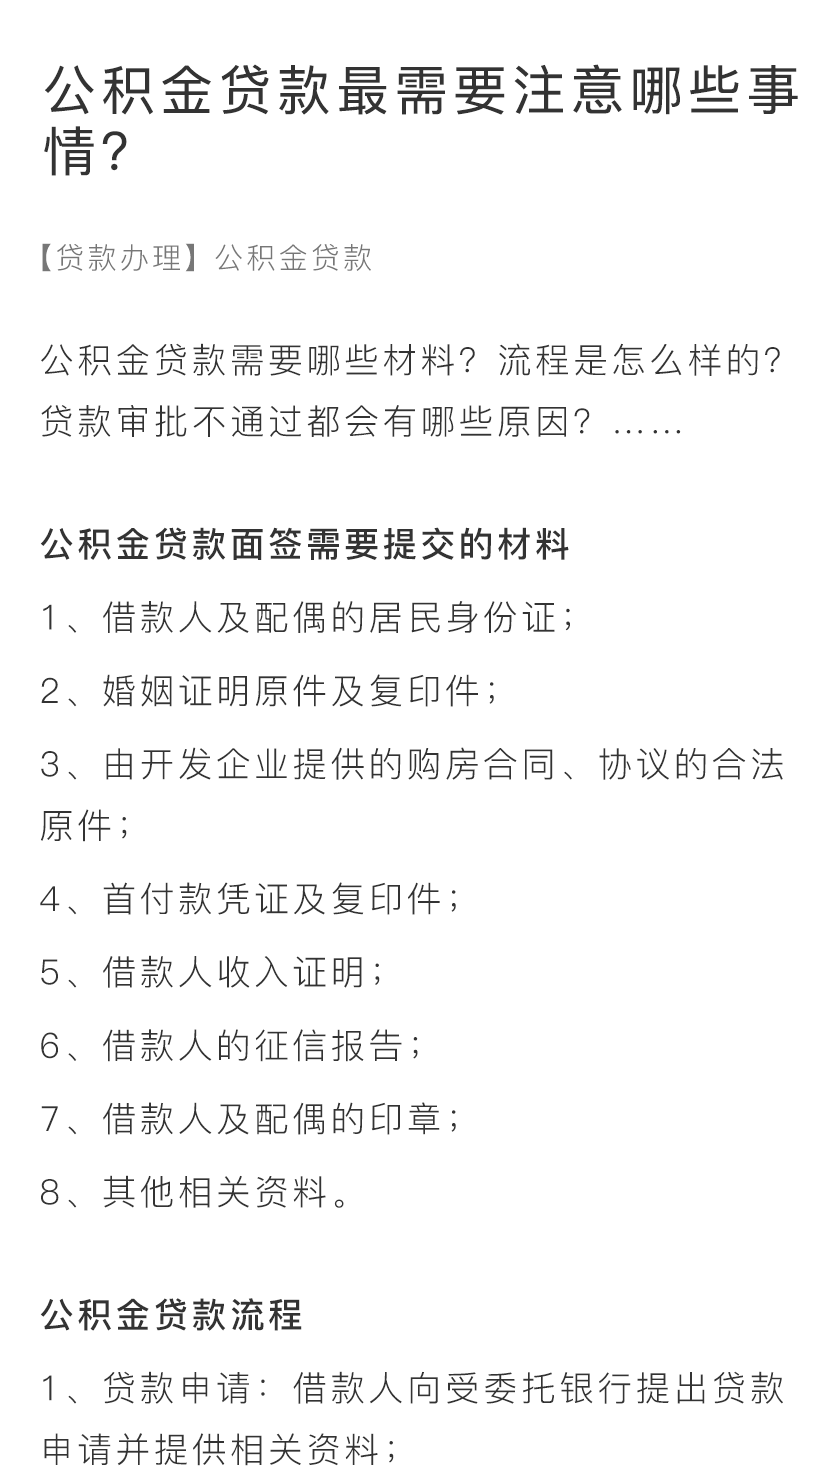 公积金贷款最需要注意哪些事
情?
【贷款办理】公积金贷款
公积金贷款需要哪些材料？流程是怎么样的？
贷款审批不通过都会有哪些原因？……
公积金贷款面签需要提交的材料
1、借款人及配偶的居民身份证；
2、婚姻证明原件及复印件；
3、由开发企业提供的购房合同、协议的合法
原件；
4、首付款凭证及复印件；
5、借款人收入证明；
6、借款人的征信报告；
7、借款人及配偶的印章；
8、其他相关资料。
公积金贷款流程
1、贷款申请：借款人向受委托银行提出贷款
申请并提供相关资料；